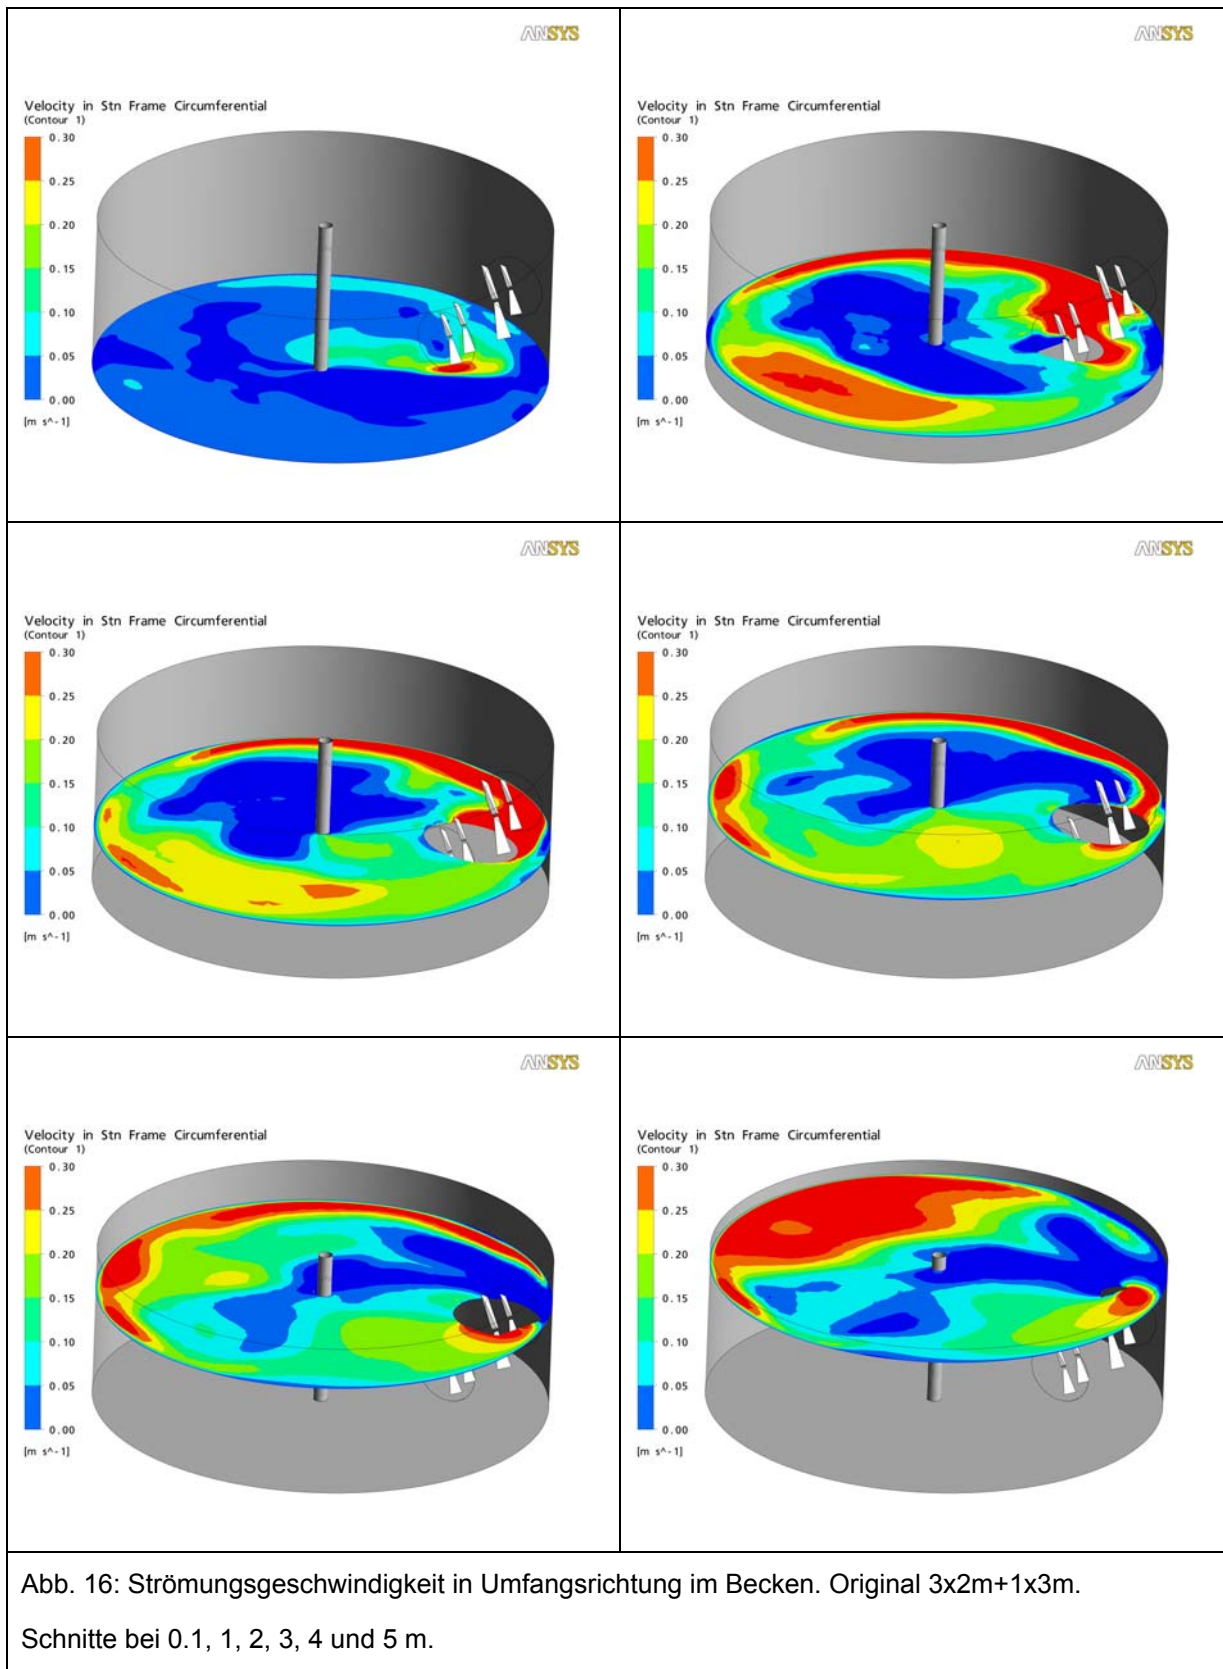 ANSYS
Velocity in Stn Frame Circumferential
(Contour 1)
0.30
0.25
0.20
0.15
0.10
0.05
0.00
[m s^-1]
ANSYS
Velocity in Stn Frame Circumferential
(Contour 1)
0.30
0.25
0.20
0.15
0.10
0.05
0.00
[m s^-1]
ANSYS
Velocity in Stn Frame Circumferential
(Contour 1)
0.30
0.25
0.20
0.15
0.10
0.05
0.00
[m s^-1]
ANSYS
Velocity in Stn Frame Circumferential
(Contour 1)
0.30
0.25
0.20
0.15
0.10
0.05
0.00
[m s^-1]
ANSYS
Velocity in Stn Frame Circumferential
(Contour 1)
0.30
0.25
0.20
0.15
0.10
0.05
0.00
[m s^-1]
ANSYS
Velocity in Stn Frame Circumferential
(Contour 1)
0.30
0.25
0.20
0.15
0.10
0.05
0.00
[m s^-1]
Abb. 16: Strömungsgeschwindigkeit in Umfangsrichtung im Becken. Original 3x2m+1x3m.
Schnitte bei 0.1, 1, 2, 3, 4 und 5 m.